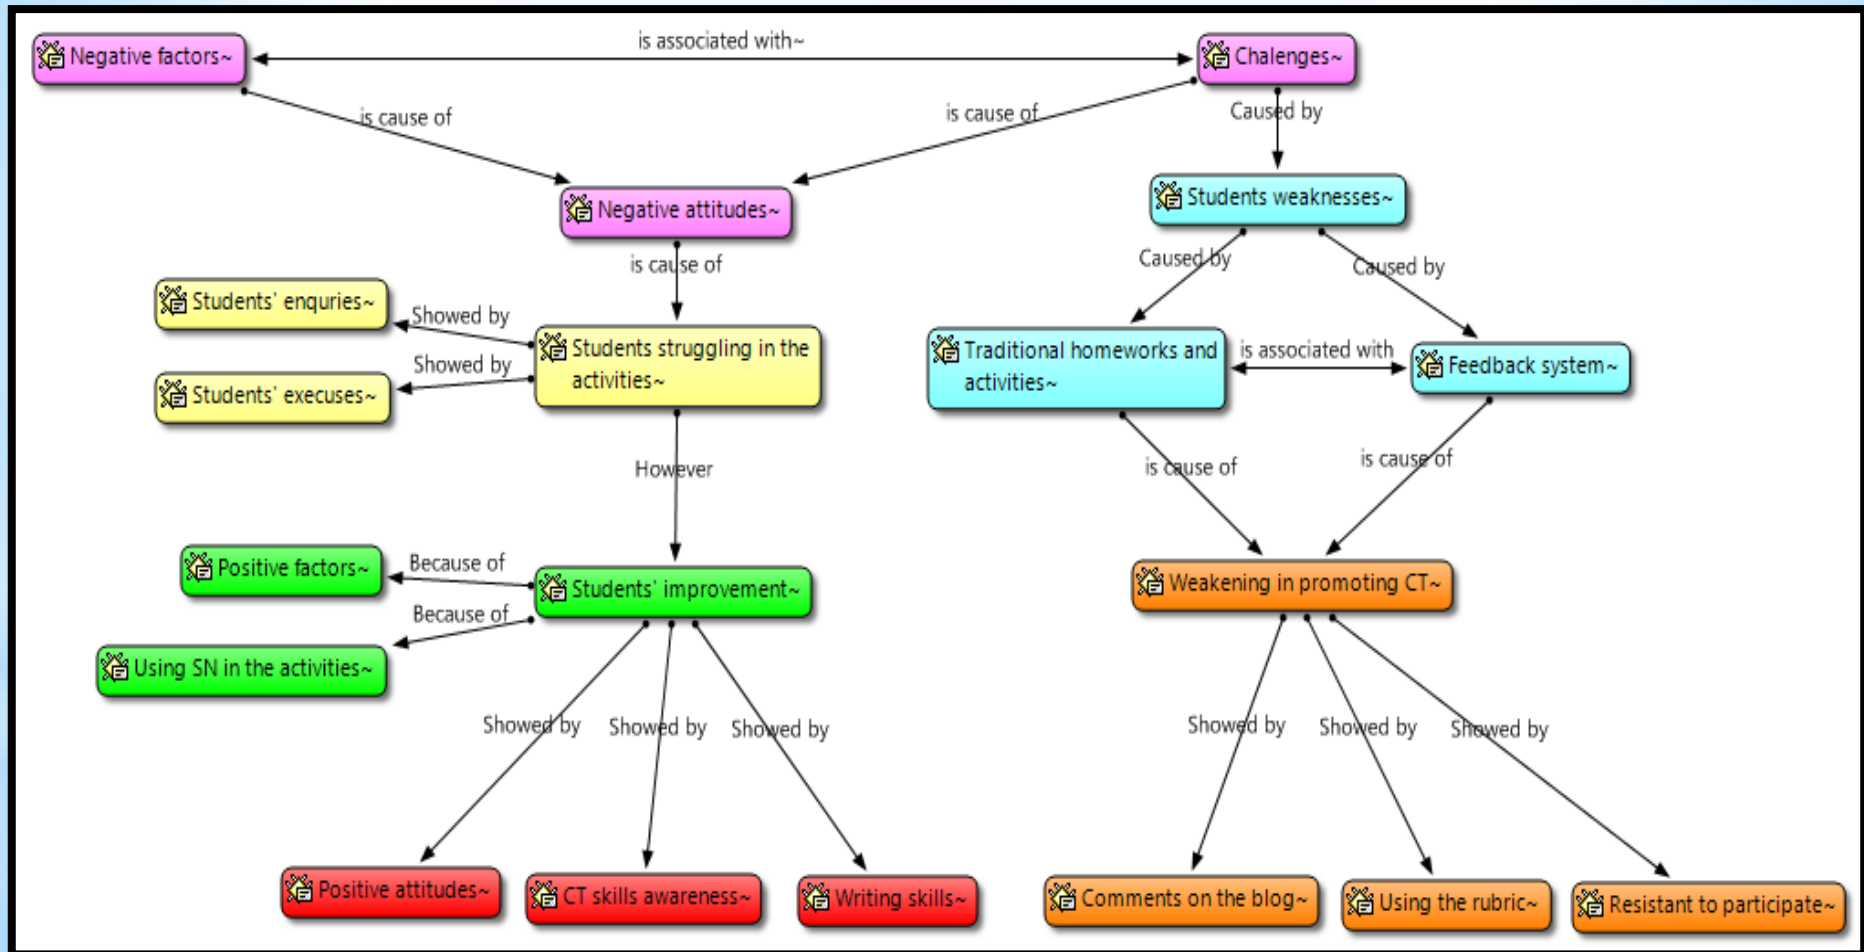 is associated with~
Negative factors~
Chalenges~
is cause of
is cause of
Caused by
Negative attitudes~
Students weaknesses~
is cause of
Caused by
Caused by
Students' enquries~
Showed by
Students struggling in the
activities~
Traditional homeworks and
activities~
is associated with
Feedback system~
Showed by
Students' execuses~
However
is cause of
is cause of
Positive factors~
Because of
Students' improvement~
Weakening in promoting CT~
Because of
Using SN in the activities~
Showed by
Showed by
Showed by
Showed by
Showed by
Showed by
Positive attitudes~
CT skills awareness~
Writing skills~
Comments on the blog~
Using the rubric~
Resistant to participate~